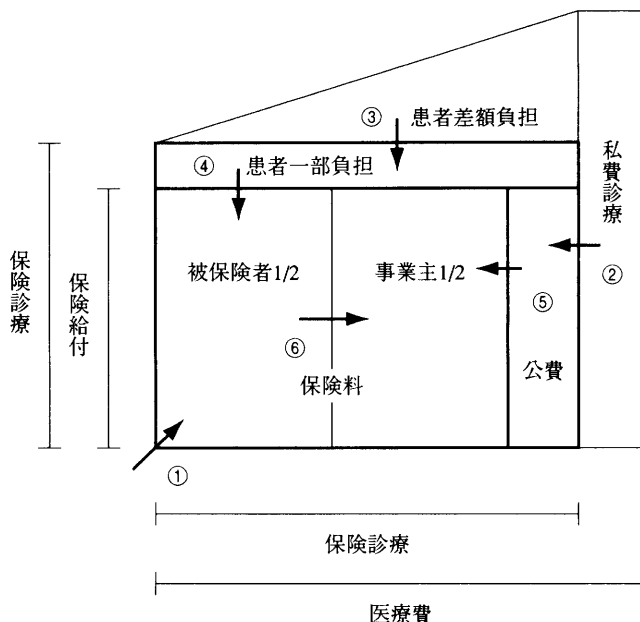 ③ 患者差額負担
④ 患者一部負担
私費診療
②
被保険者1/2
事業主1/2
⑤
⑥
保険料
公費
保険診療
保険給付
①
保険診療
医療費